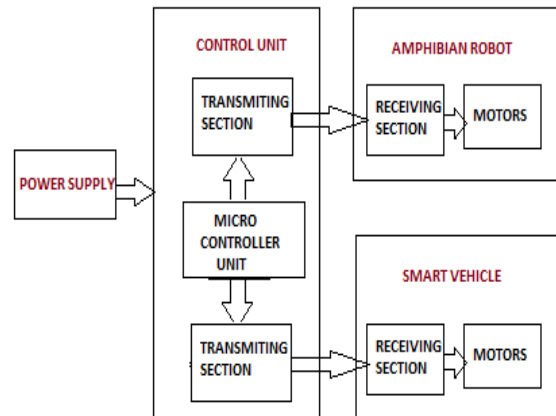 POWER SUPPLY
CONTROL UNIT
TRANSMITING
SECTION
MICRO
CONTROLLER
UNIT
TRANSMITING
SECTION
AMPHIBIAN ROBOT
RECEIVING
SECTION
MOTORS
SMART VEHICLE
RECEIVING
SECTION
MOTORS